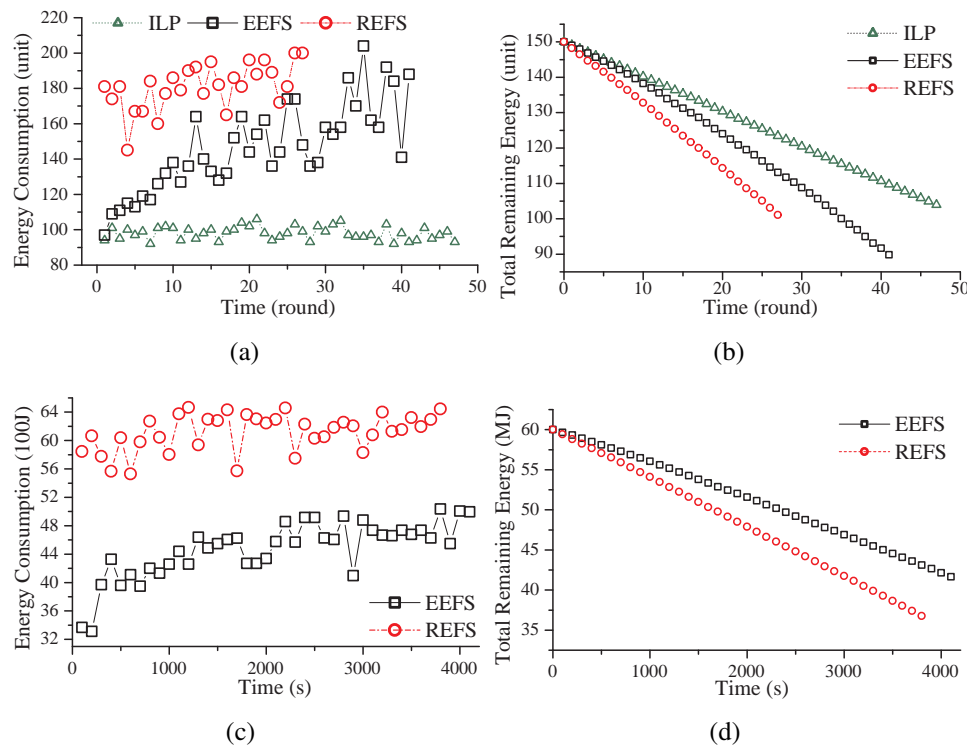 ILP EEFS REFS
Energy Consumption (unit)
220
200
180
160
140
120
100
80
0 10 20 30 40 50
Time (round)
(a)
Total Remaining Energy (unit)
150
140
130
120
110
100
90
0 10 20 30 40 50
Time (round)
ILP
EEFS
REFS
(b)
Energy Consumption (100J)
64
60
56
52
48
44
40
36
32
0 1000 2000 3000 4000
Time (s)
EEFS
REFS
(c)
Total Remaining Energy (MJ)
60
55
50
45
40
35
0 1000 2000 3000 4000
Time (s)
EEFS
REFS
(d)